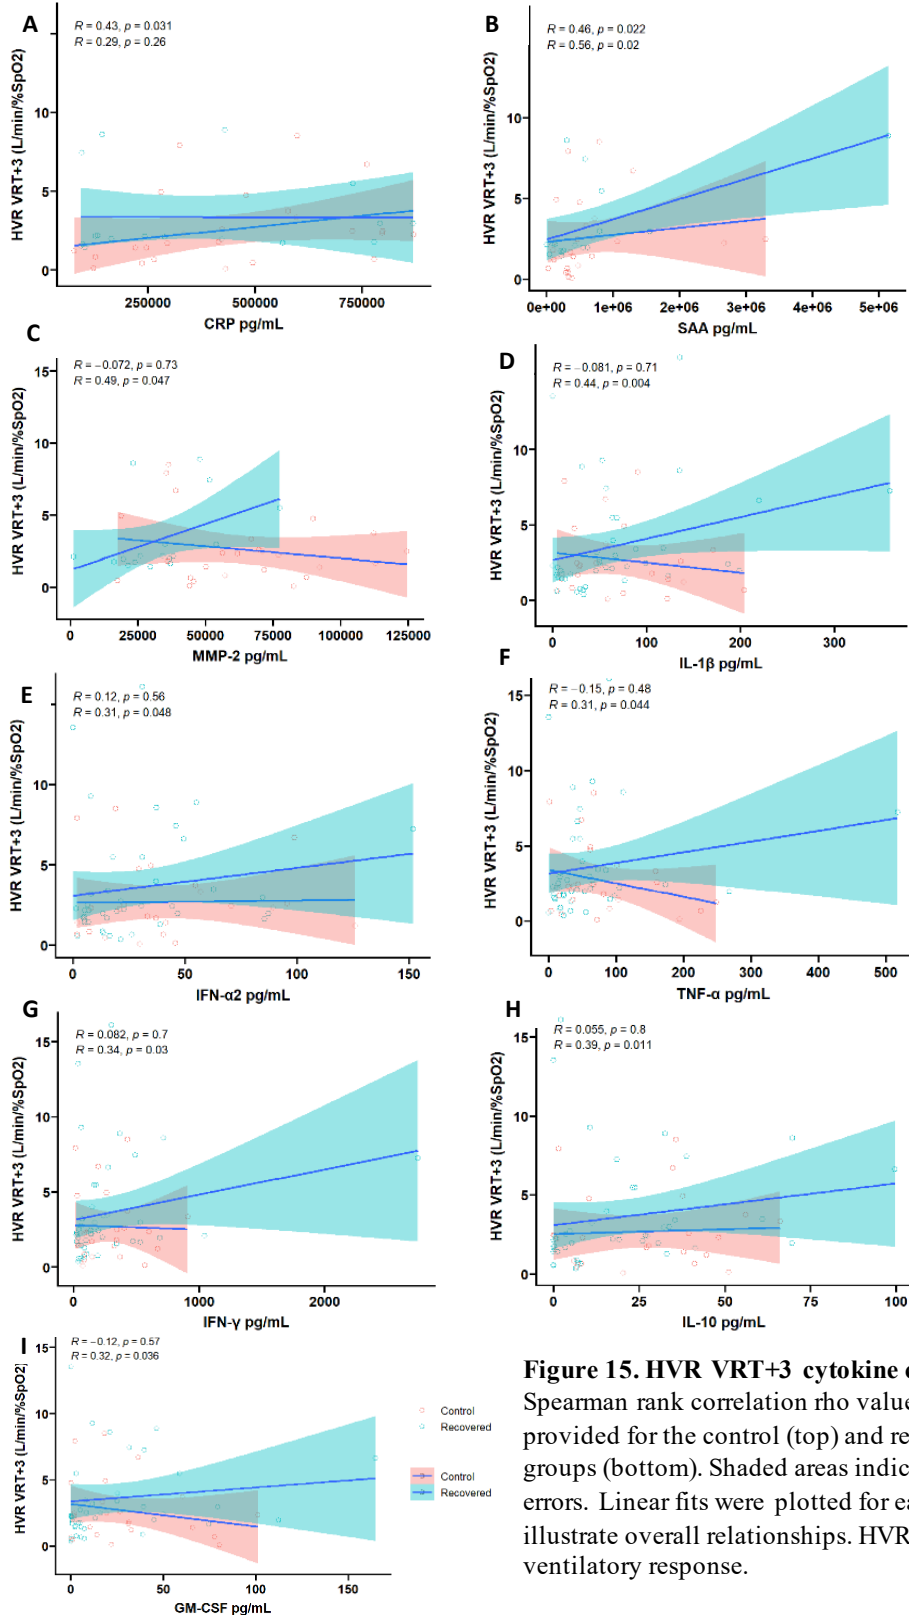 A
R = 0.43, p = 0.031
R = 0.29, p = 0.26
HVR VRT+3 (L/min/%SpO2)
10
5
0
250000 500000 750000
CRP pg/mL
B
R = 0.46, p = 0.022
R = 0.56, p = 0.02
HVR VRT+3 (L/min/%SpO2)
10
5
0
0e+00 1e+06 2e+06 3e+06 4e+06 5e+06
SAA pg/mL
C
R = −0.072, p = 0.73
R = 0.49, p = 0.047
HVR VRT+3 (L/min/%SpO2)
15
10
5
0
0 25000 50000 75000 100000 125000
MMP-2 pg/mL
D
R = −0.081, p = 0.71
R = 0.44, p = 0.004
HVR VRT+3 (L/min/%SpO2)
10
5
0
0 100 200 300
IL-1β pg/mL
E
R = 0.12, p = 0.56
R = 0.31, p = 0.048
HVR VRT+3 (L/min/%SpO2)
10
5
0
0 50 100 150
IFN-α2 pg/mL
F
R = −0.15, p = 0.48
R = 0.31, p = 0.044
HVR VRT+3 (L/min/%SpO2)
15
10
5
0
0 100 200 300 400 500
TNF-α pg/mL
G
R = 0.082, p = 0.7
R = 0.34, p = 0.03
HVR VRT+3 (L/min/%SpO2)
15
10
5
0
0 1000 2000
IFN-γ pg/mL
H
R = 0.055, p = 0.8
R = 0.39, p = 0.011
HVR VRT+3 (L/min/%SpO2)
15
10
5
0
0 25 50 75 100
IL-10 pg/mL
I
R = −0.12, p = 0.57
R = 0.32, p = 0.036
HVR VRT+3 (L/min/%SpO2)
15
10
5
0
0 50 100 150
GM-CSF pg/mL
Control
Recovered
Control
Recovered
Figure 15. HVR VRT+3 cytokine
Spearman rank correlation rho value
provided for the control (top) and
groups (bottom). Shaded areas
errors. Linear fits were plotted for
illustrate overall relationships. HVR
ventilatory response.